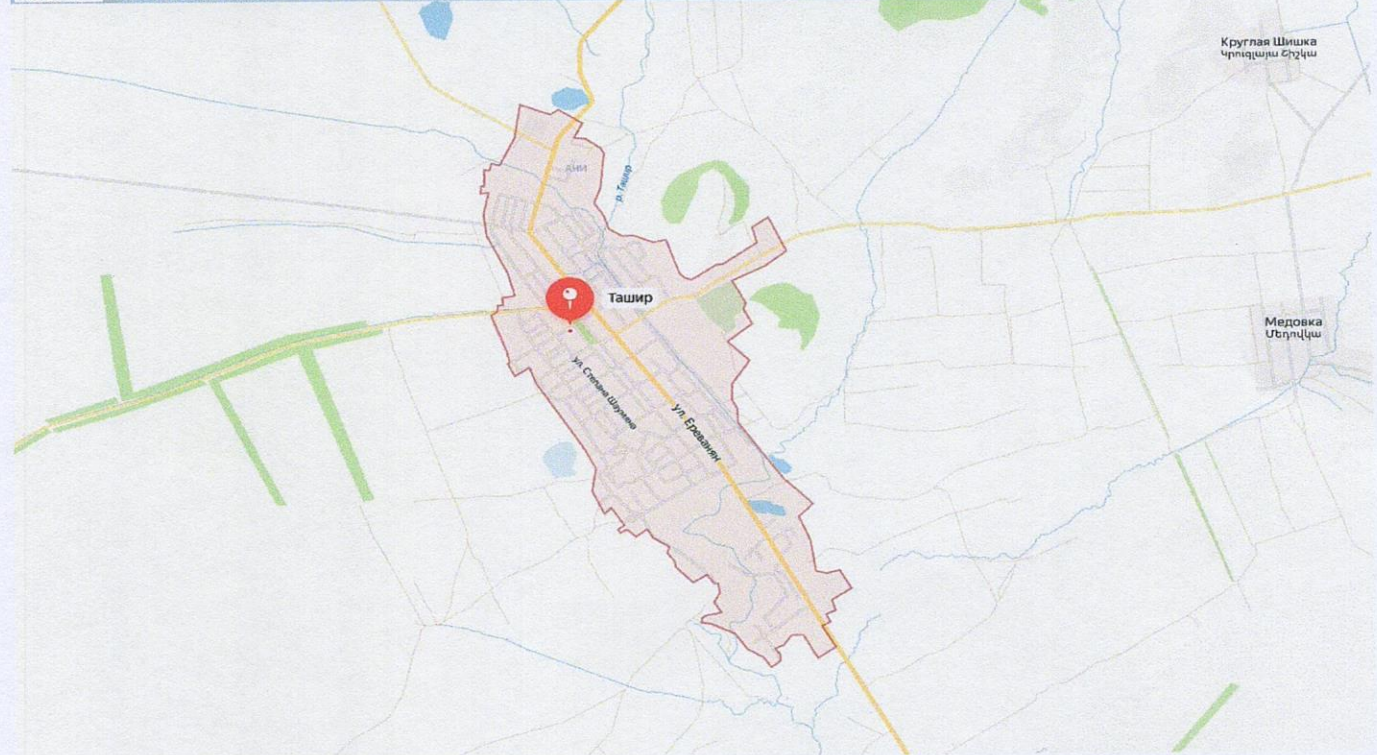 Круглая Шишка
Կրուգլայա Շիշկա
АНИ
р. Ташир
Ташир
Медовка
Մեդովկա
ул. Степана Шаумяна
ул. Ереванян